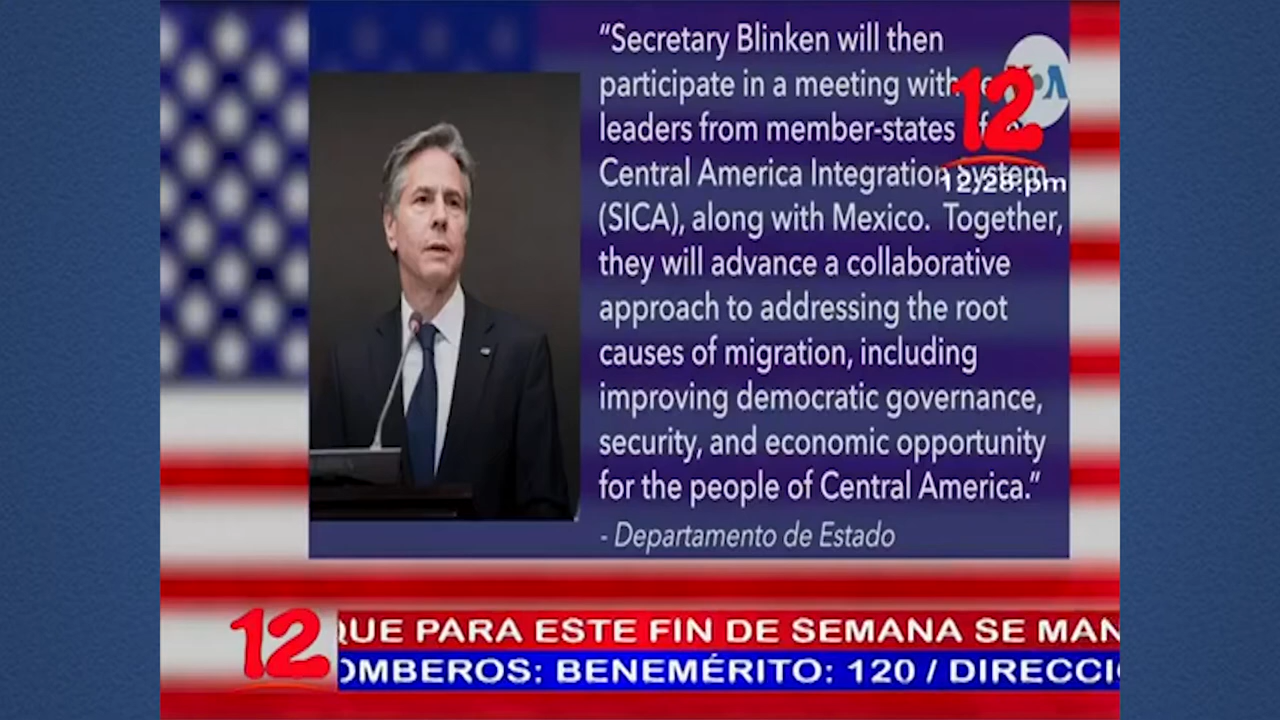 “Secretary Blinken will then
participate in a meeting with
leaders from member-states
Central America Integration System
(SICA), along with Mexico. Together,
they will advance a collaborative
approach to addressing the root
causes of migration, including
improving democratic governance,
security, and economic opportunity
for the people of Central America.”
- Departamento de Estado
VOA
12
12:28:pm
12
QUE PARA ESTE FIN DE SEMANA SE MAN
OMBEROS: BENEMÉRITO: 120 / DIRECCI